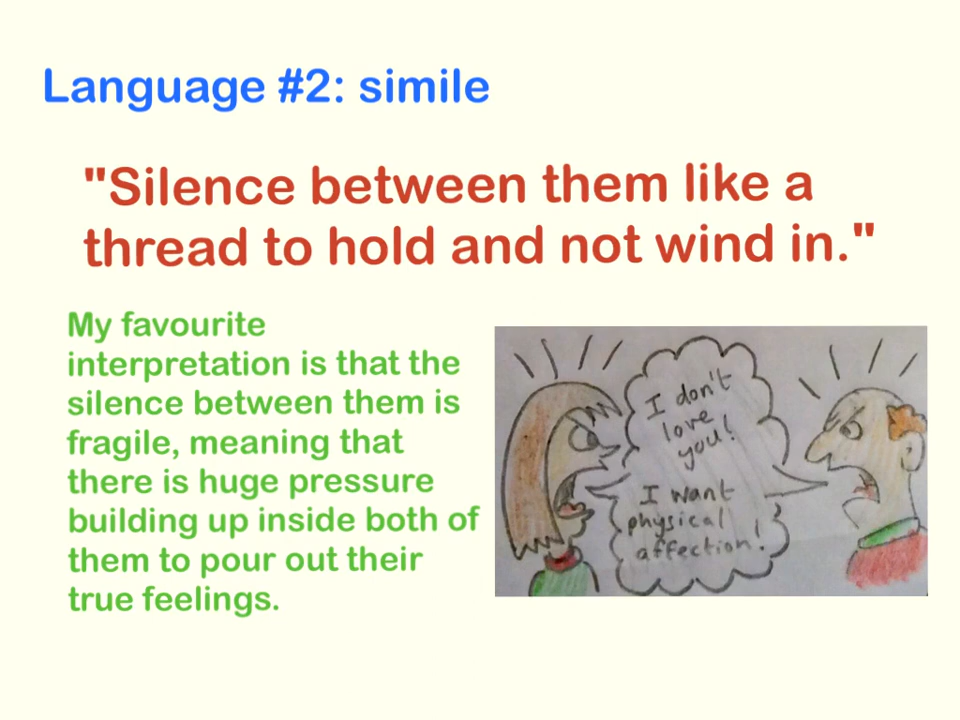 Language #2: simile
"Silence between them like a
thread to hold and not wind in."
My favourite
interpretation is that the
silence between them is
fragile, meaning that
there is huge pressure
building up inside both of
them to pour out their
true feelings.
I don't
love
you!
I want
physical
affection!